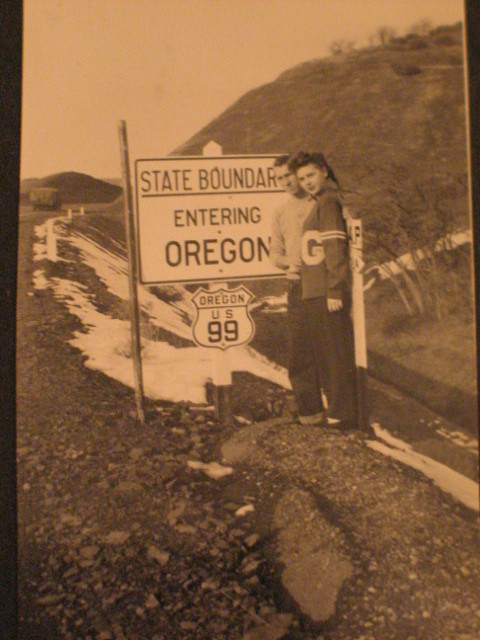 STATE BOUNDAR
ENTERING
OREGON
OREGON
U S
99
G